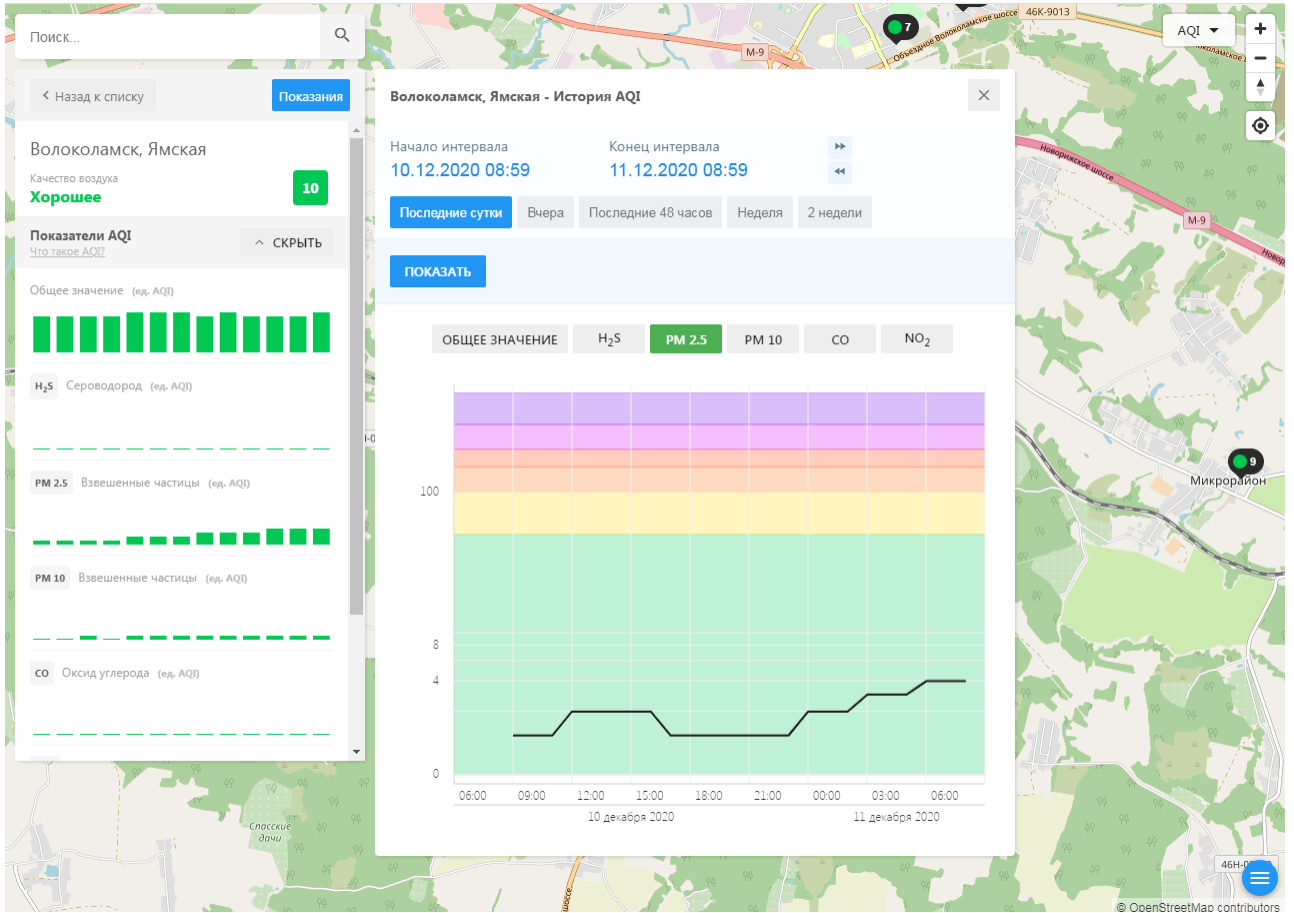 46К-9013
Поиск...
7
AQI
Объездное Волоколамское шоссе
М-9
Назад к списку
Показания
Волоколамск, Ямская - История AQI
Волоколамск, Ямская
Качество воздуха
Хорошее
10
Начало интервала
Конец интервала
10.12.2020 08:59
11.12.2020 08:59
Последние сутки
Вчера
Последние 48 часов
Неделя
2 недели
Новорижское шоссе
М-9
Показатели AQI
Что такое AQI?
СКРЫТЬ
ПОКАЗАТЬ
Общее значение (ед. AQI)
ОБЩЕЕ ЗНАЧЕНИЕ
H₂S
PM 2.5
PM 10
CO
NO₂
H₂S Сероводород (ед. AQI)
PM 2.5 Взвешенные частицы (ед. AQI)
PM 10 Взвешенные частицы (ед. AQI)
CO Оксид углерода (ед. AQI)
100
8
4
0
06:00 09:00 12:00 15:00 18:00 21:00 00:00 03:00 06:00
10 декабря 2020
11 декабря 2020
9
Микрорайон
Спасские
дачи
шоссе
© OpenStreetMap contributors